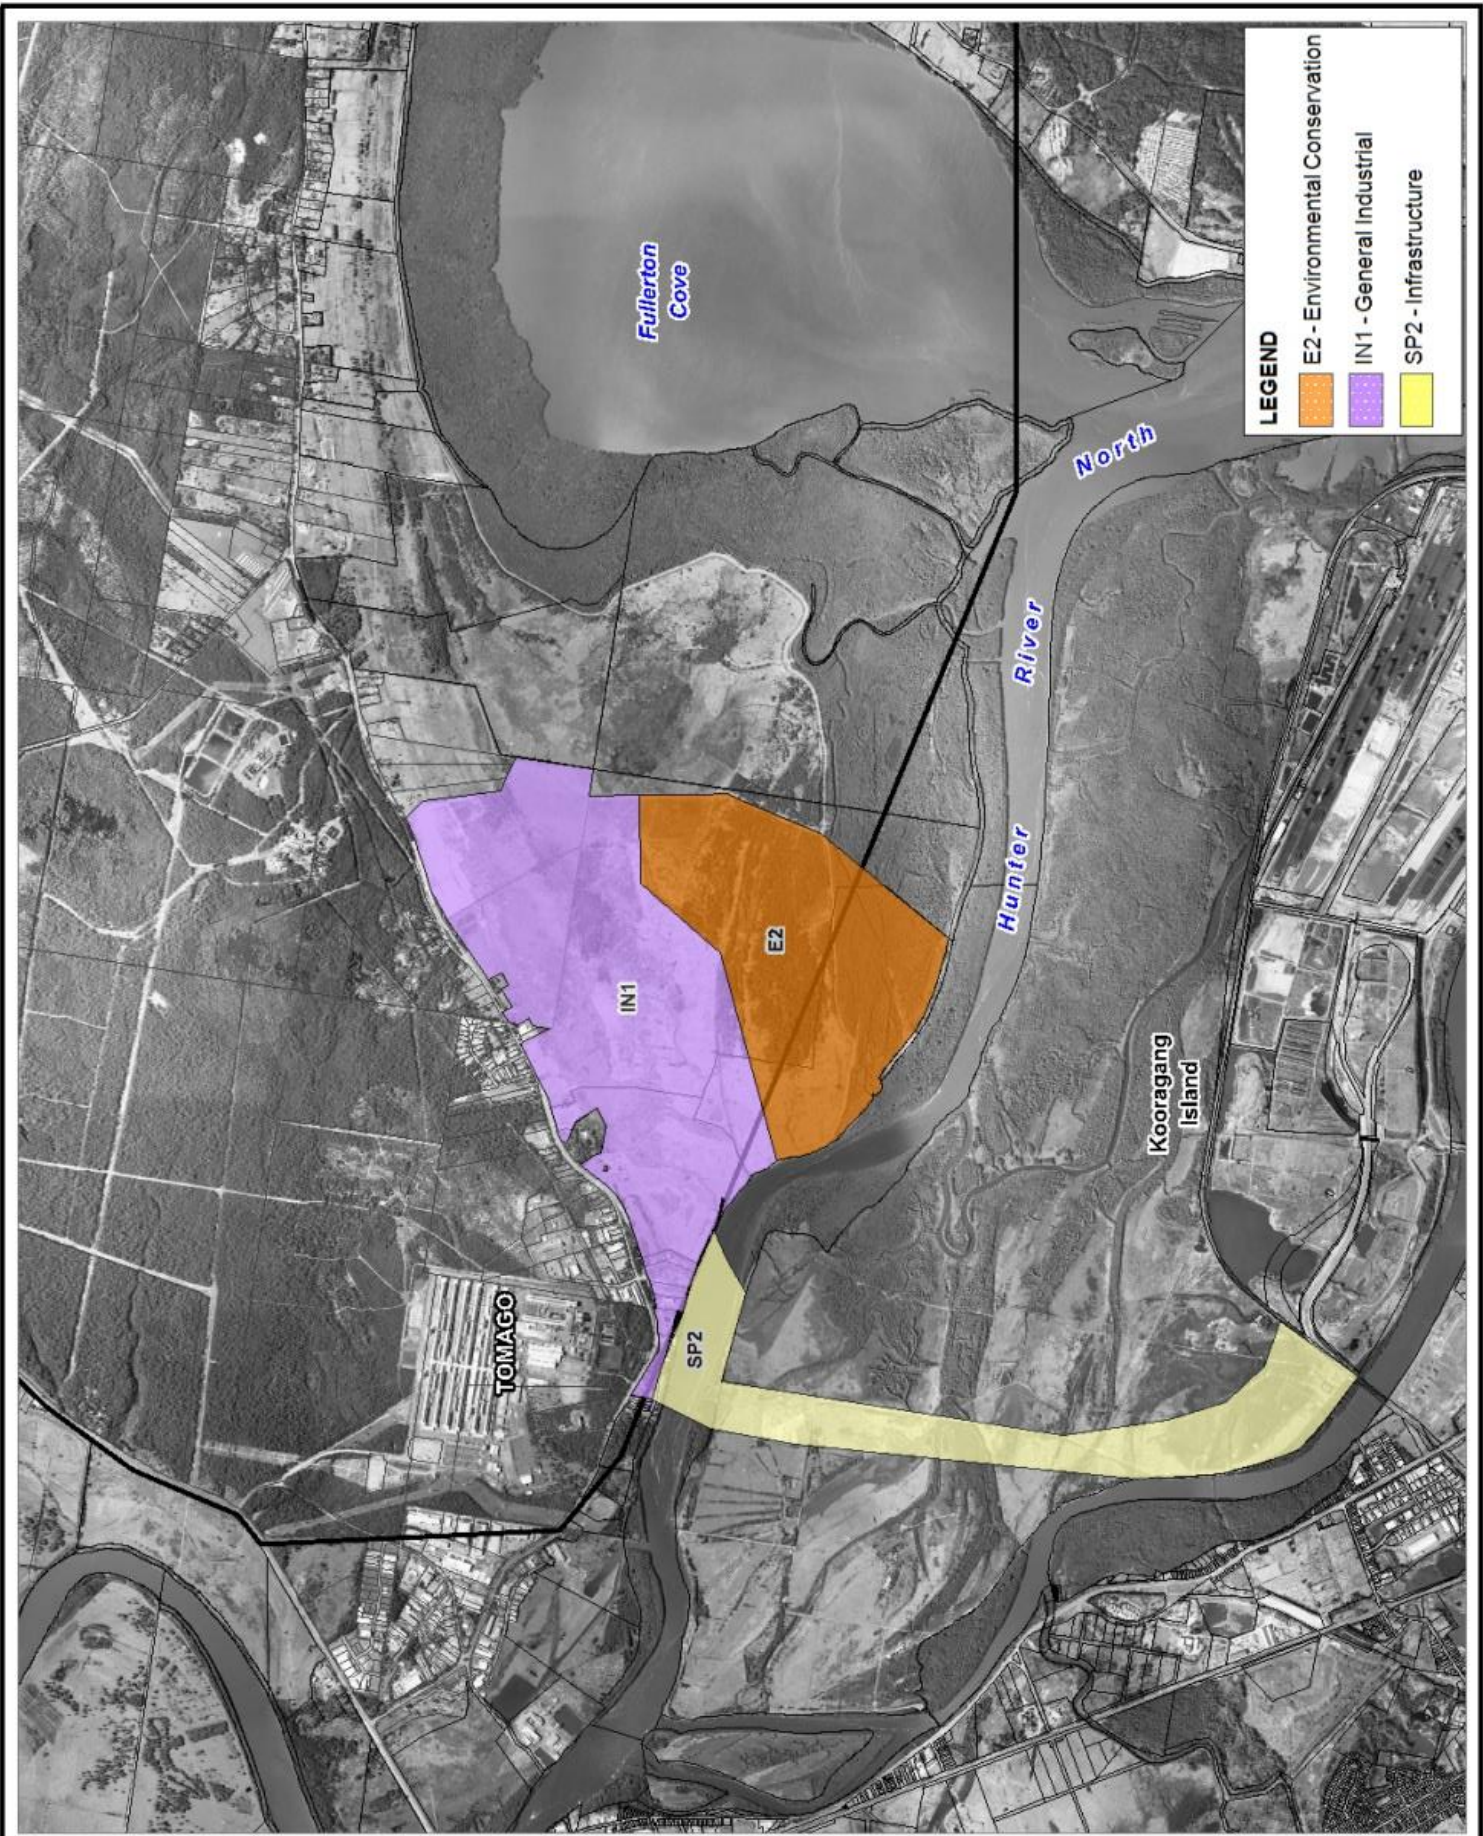 Fullerton
Cove
North
River
Hunter
Kooragang
Island
TOMAGO
IN1
E2
SP2
LEGEND
E2 - Environmental Conservation
IN1 - General Industrial
SP2 - Infrastructure